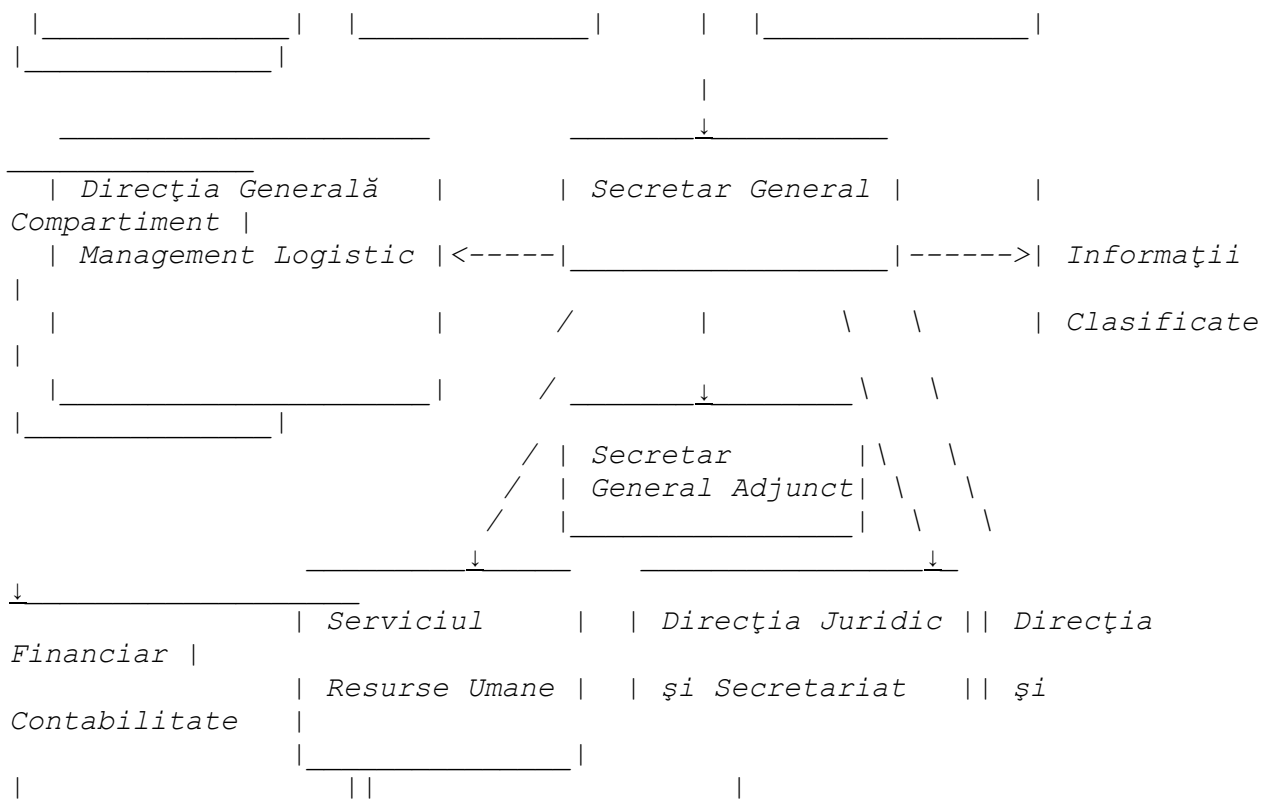 Direcţia Generală Secretar General
Compartiment
Management Logistic Informaţii
Clasificate
Secretar
General Adjunct
Serviciul Direcţia Juridic Direcţia
Financiar
Resurse Umane şi Secretariat şi
Contabilitate